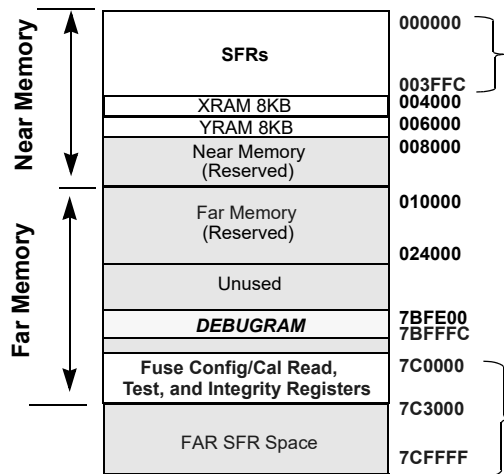 000000
SFRs
003FFC
XRAM 8KB
004000
YRAM 8KB
006000
Near Memory
(Reserved)
008000
Near Memory
010000
Far Memory
(Reserved)
024000
Unused
7BFE00
DEBUGRAM
7BFFFC
Far Memory
Fuse Config/Cal Read,
Test, and Integrity Registers
7C0000
7C3000
FAR SFR Space
7CFFFF